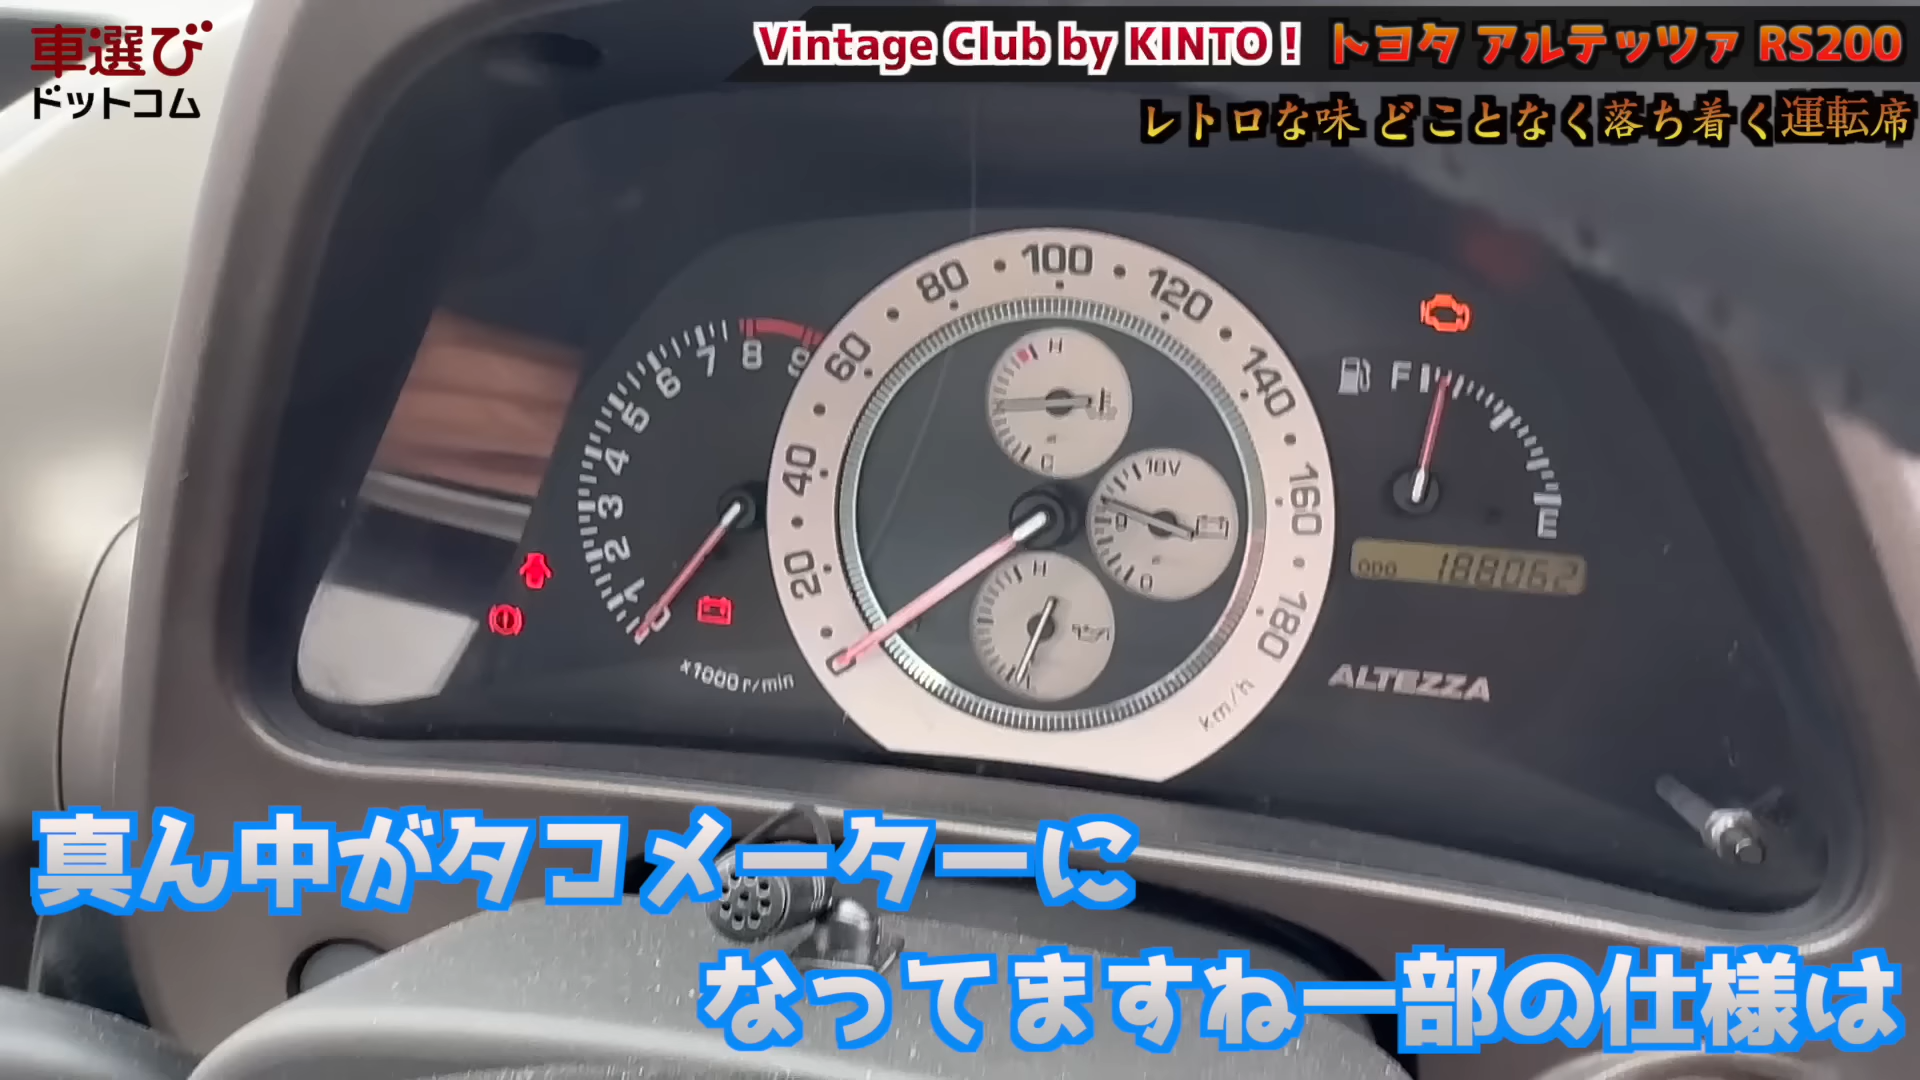 車選び
ドットコム
Vintage Club by KINTO! トヨタ アルテッツァ RS200
レトロな味 どことなく落ち着く運転席
0 1 2 3 4 5 6 7 8 9
x1000r/min
0 20 40 60 80 100 120 140 160 180
km/h
H
C
16V
H
F
E
ODO 188062
ALTEZZA
真ん中がタコメーターに
なってますね一部の仕様は